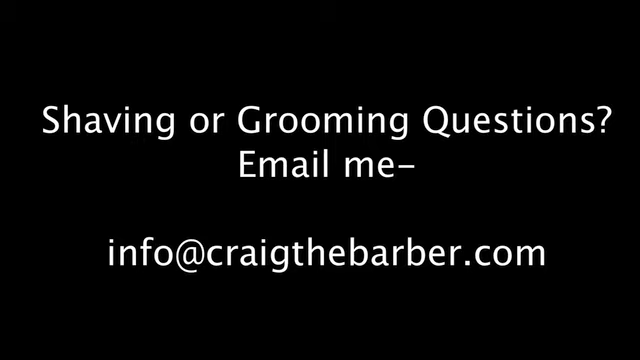 Shaving or Grooming Questions?
Email me-
info@craigthebarber.com